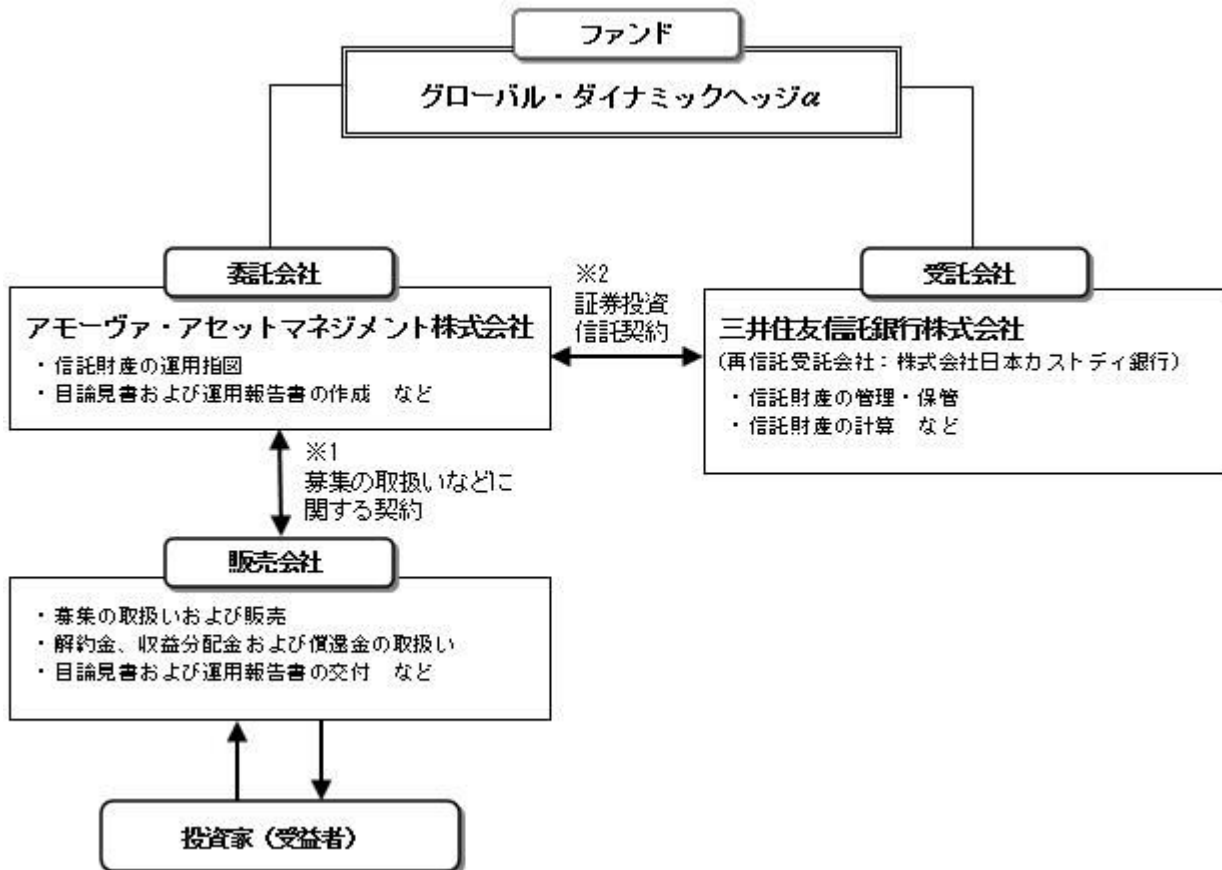 ファンド
グローバル・ダイナミックヘッジα
委託会社
アモーヴァ・アセットマネジメント株式会社
・信託財産の運用指図
・目論見書および運用報告書の作成 など
※2
証券投資
信託契約
受託会社
三井住友信託銀行株式会社
(再信託受託会社：株式会社日本カストディ銀行)
・信託財産の管理・保管
・信託財産の計算 など
※1
募集の取扱いなどに
関する契約
販売会社
・募集の取扱いおよび販売
・解約金、収益分配金および償還金の取扱い
・目論見書および運用報告書の交付 など
投資家（受益者）